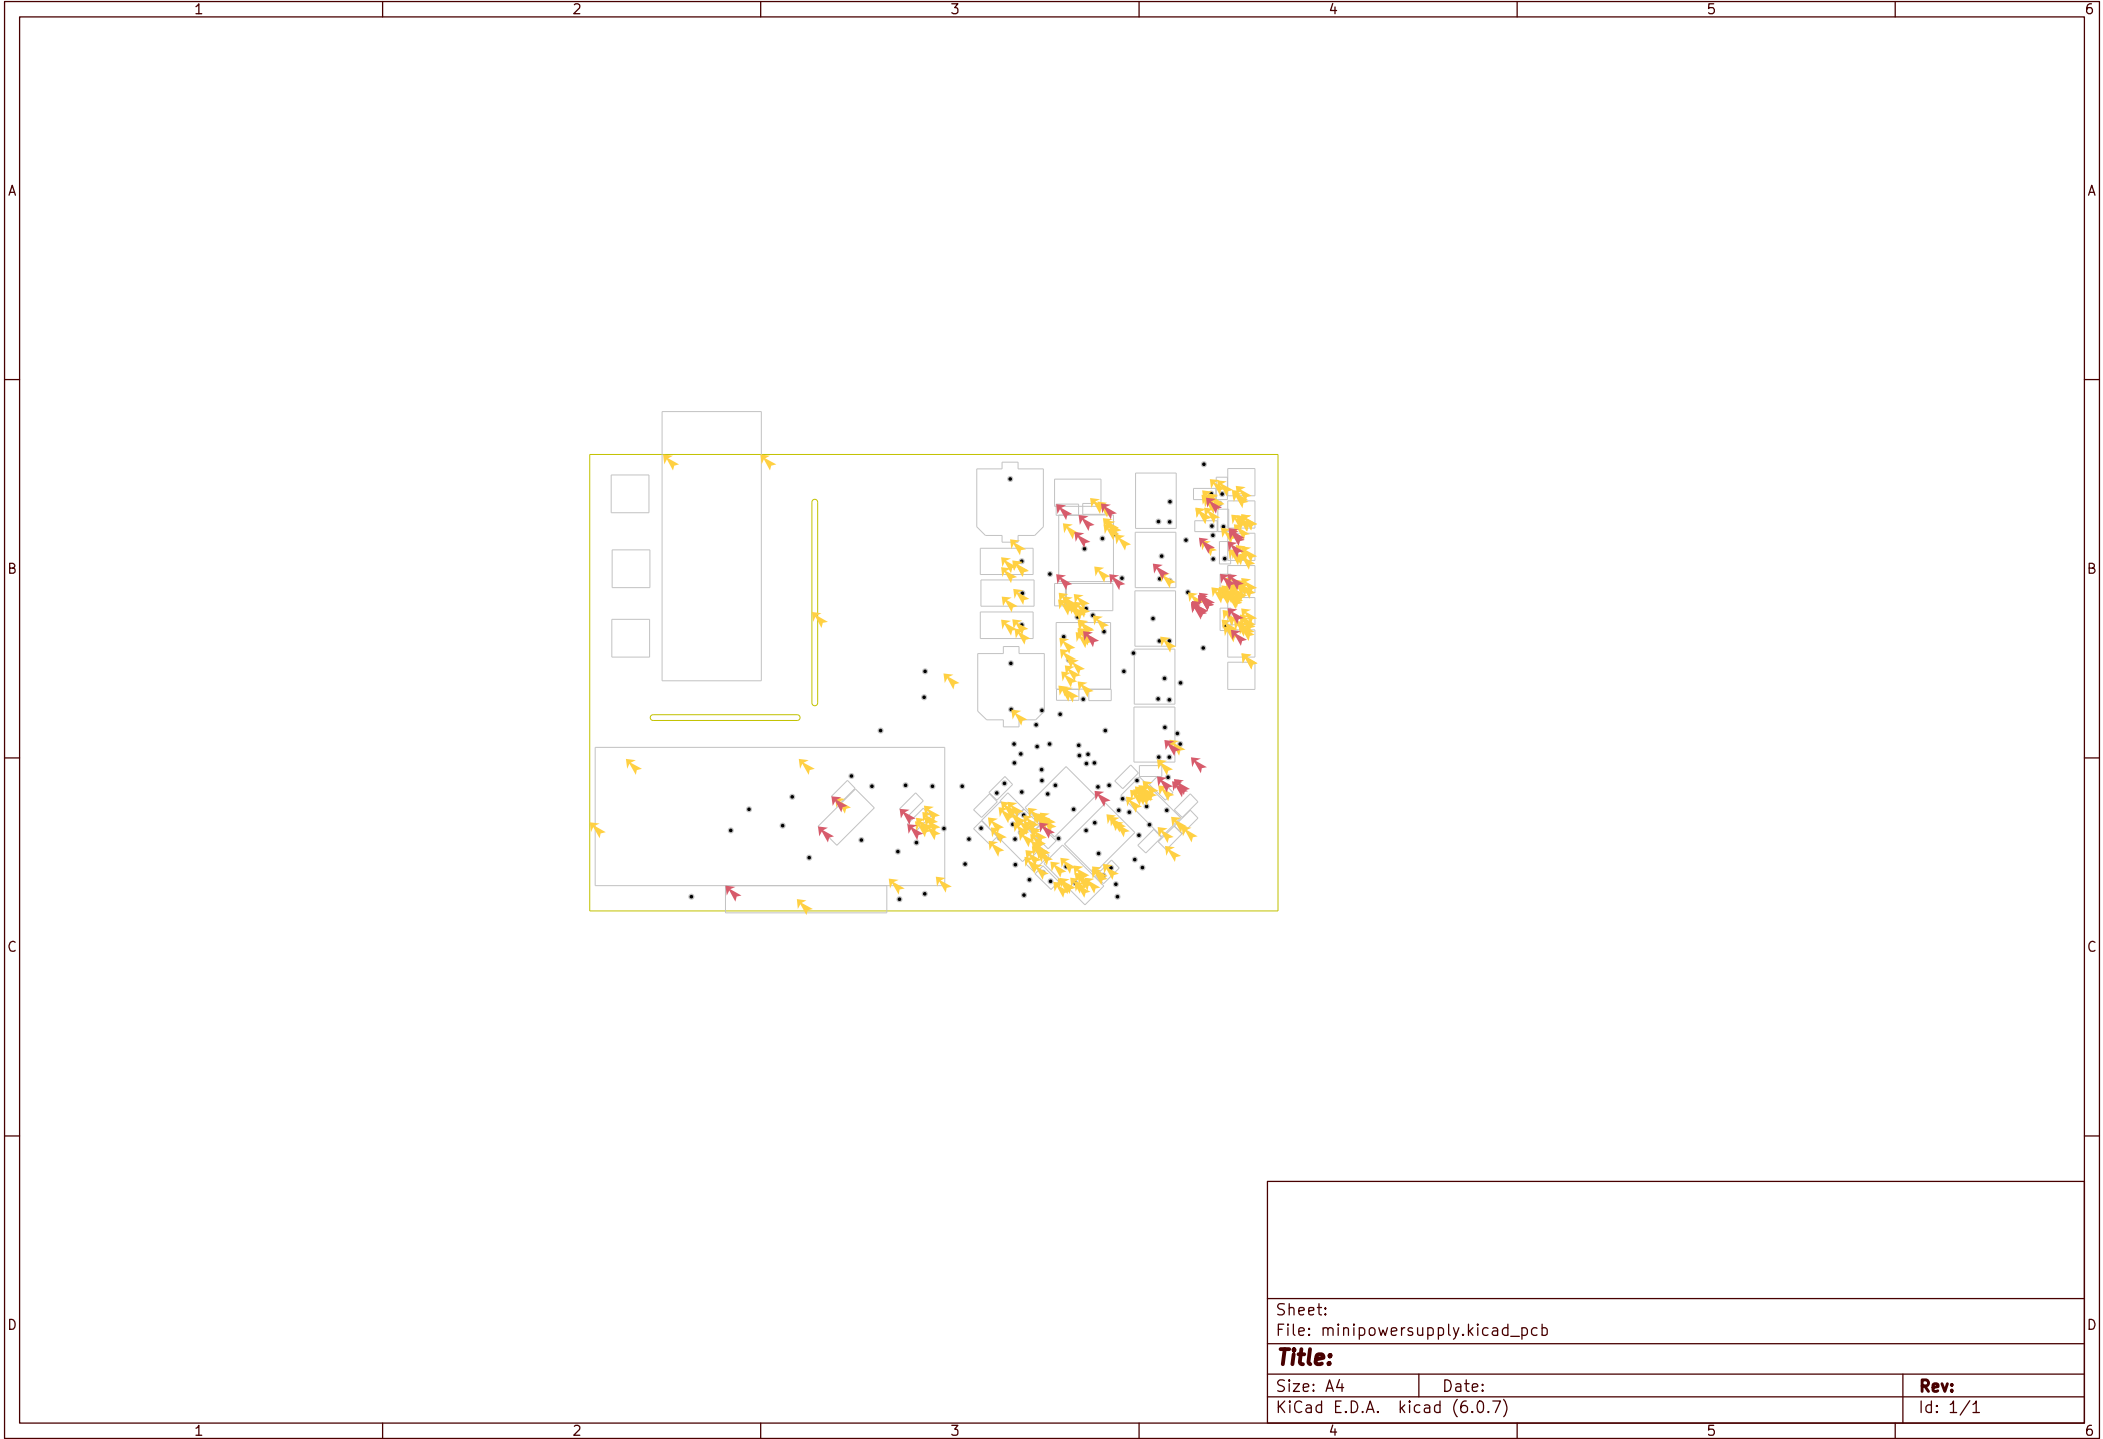 1 2 3 4 5 6
A A
B B
C C
D D
Sheet:
File: minipowersupply.kicad_pcb
Title:
Size: A4 Date: Rev:
KiCad E.D.A. kicad (6.0.7) Id: 1/1
1 2 3 4 5 6